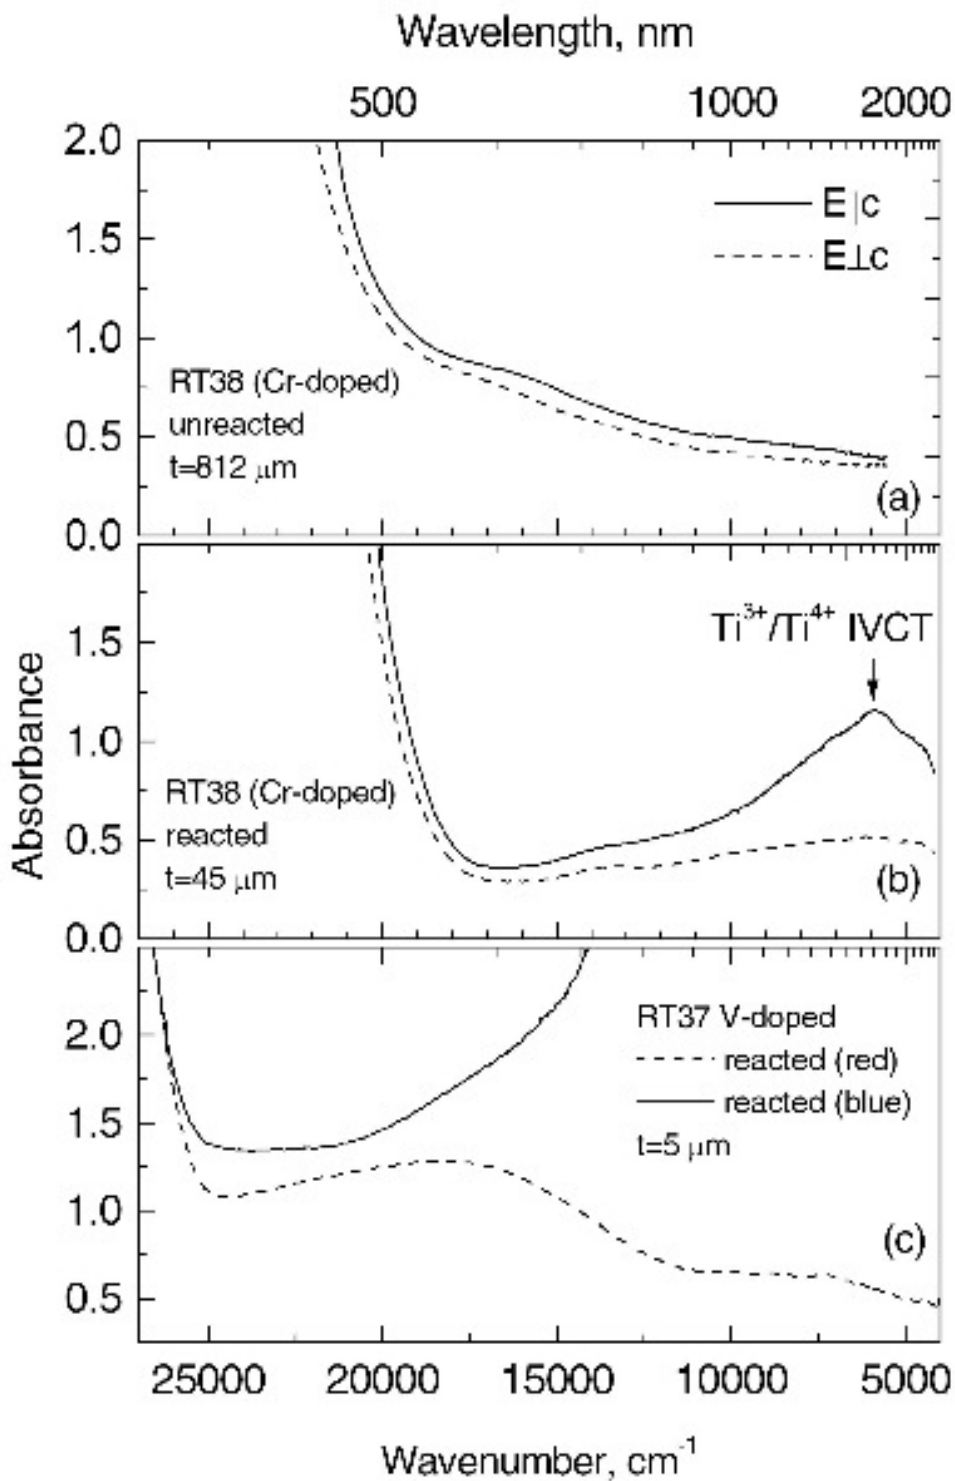 Wavelength, nm
500 1000 2000
2.0
1.5
1.0
0.5
0.0
E||c
E⊥c
RT38 (Cr-doped)
unreacted
t=812 μm
(a)
1.5
1.0
0.5
0.0
Ti³⁺/Ti⁴⁺ IVCT
RT38 (Cr-doped)
reacted
t=45 μm
(b)
Absorbance
2.0
1.5
1.0
0.5
RT37 V-doped
reacted (red)
reacted (blue)
t=5 μm
(c)
25000 20000 15000 10000 5000
Wavenumber, cm⁻¹